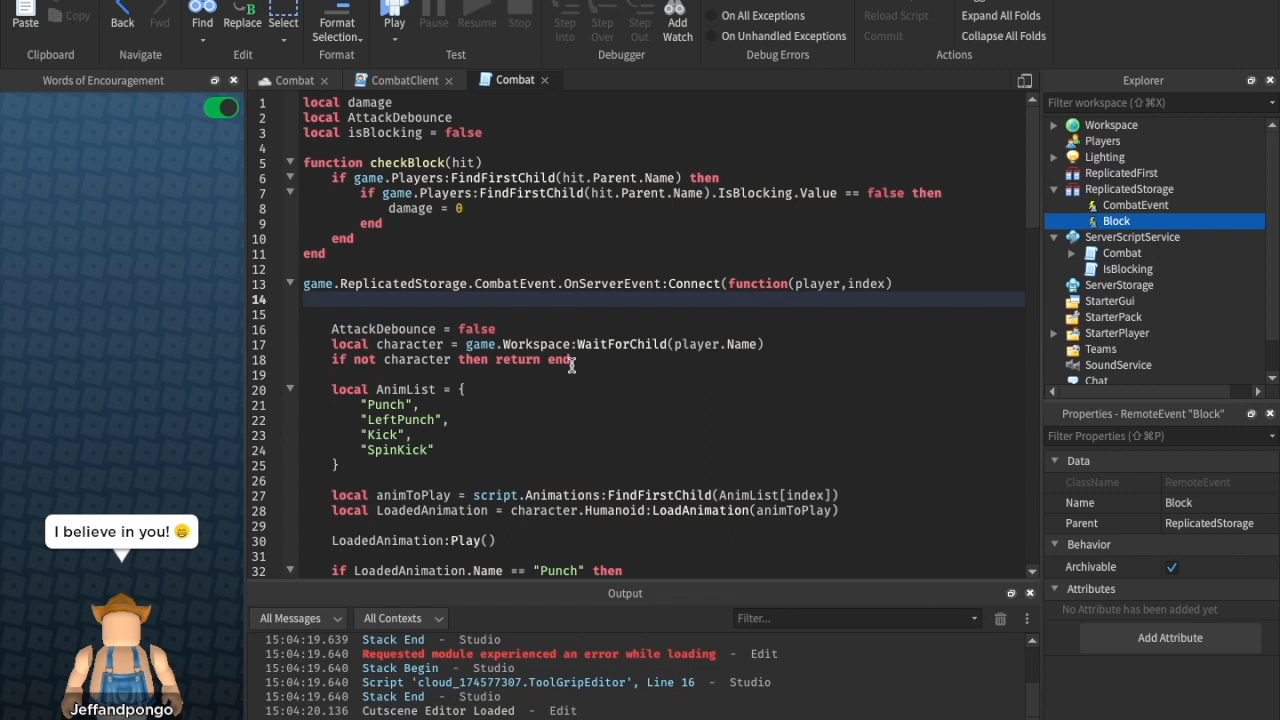 Paste
Copy
Clipboard
Back
Fwd
Navigate
Find
Replace
Select
Edit
Format
Selection
Format
Play
Pause
Resume
Stop
Test
Step
Into
Step
Over
Step
Out
Add
Watch
Debugger
On All Exceptions
On Unhandled Exceptions
Debug Errors
Reload Script
Commit
Expand All Folds
Collapse All Folds
Actions
Words of Encouragement
Combat
CombatClient
Combat
Explorer
Filter workspace (⇧⌘X)
1 local damage
2 local AttackDebounce
3 local isBlocking = false
4
5 function checkBlock(hit)
6 if game.Players:FindFirstChild(hit.Parent.Name) then
7 if game.Players:FindFirstChild(hit.Parent.Name).IsBlocking.Value == false then
8 damage = 0
9 end
10 end
11 end
12
13 game.ReplicatedStorage.CombatEvent.OnServerEvent:Connect(function(player,index)
14
15
16 AttackDebounce = false
17 local character = game.Workspace:WaitForChild(player.Name)
18 if not character then return end
19
20 local AnimList = {
21 "Punch",
22 "LeftPunch",
23 "Kick",
24 "SpinKick"
25 }
26
27 local animToPlay = script.Animations:FindFirstChild(AnimList[index])
28 local LoadedAnimation = character.Humanoid:LoadAnimation(animToPlay)
29
30 LoadedAnimation:Play()
31
32 if LoadedAnimation.Name == "Punch" then
Workspace
Players
Lighting
ReplicatedFirst
ReplicatedStorage
CombatEvent
Block
ServerScriptService
Combat
IsBlocking
ServerStorage
StarterGui
StarterPack
StarterPlayer
Teams
SoundService
Chat
Properties - RemoteEvent "Block"
Filter Properties (⇧⌘P)
Data
ClassName RemoteEvent
Name Block
Parent ReplicatedStorage
Behavior
Archivable
Attributes
No Attribute has been added yet
Add Attribute
I believe in you! 😄
Jeffandpongo
Output
All Messages
All Contexts
Filter...
15:04:19.639 Stack End - Studio
15:04:19.640 Requested module experienced an error while loading - Edit
15:04:19.640 Stack Begin - Studio
15:04:19.640 Script 'cloud_174577307.ToolGripEditor', Line 16 - Studio
15:04:19.640 Stack End - Studio
15:04:20.136 Cutscene Editor Loaded - Edit